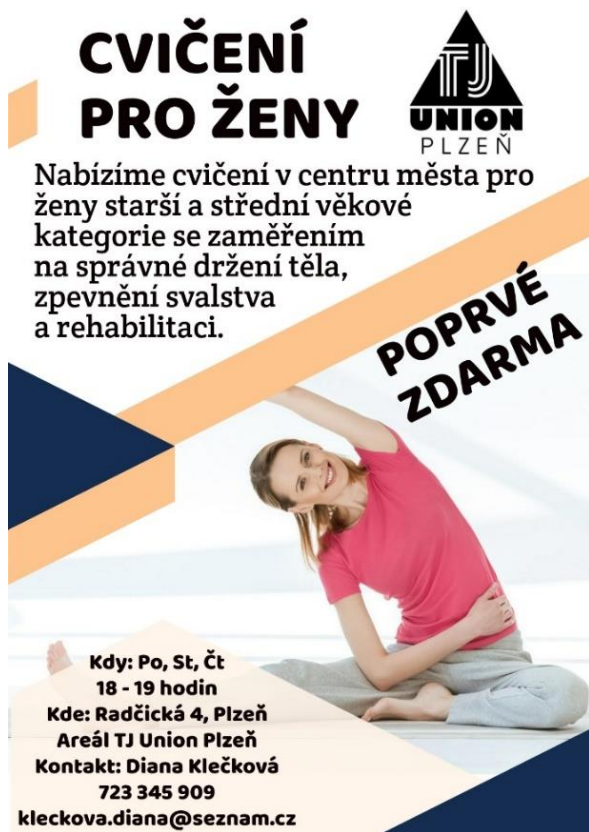 CVIČENÍ
PRO ŽENY
TJ
UNION
PLZEŇ
Nabízíme cvičení v centru města pro
ženy starší a střední věkové
kategorie se zaměřením
na správné držení těla,
zpevnění svalstva
a rehabilitaci.
POPRVÉ
ZDARMA
Kdy: Po, St, Čt
18 - 19 hodin
Kde: Radčická 4, Plzeň
Areál TJ Union Plzeň
Kontakt: Diana Klečková
723 345 909
kleckova.diana@seznam.cz